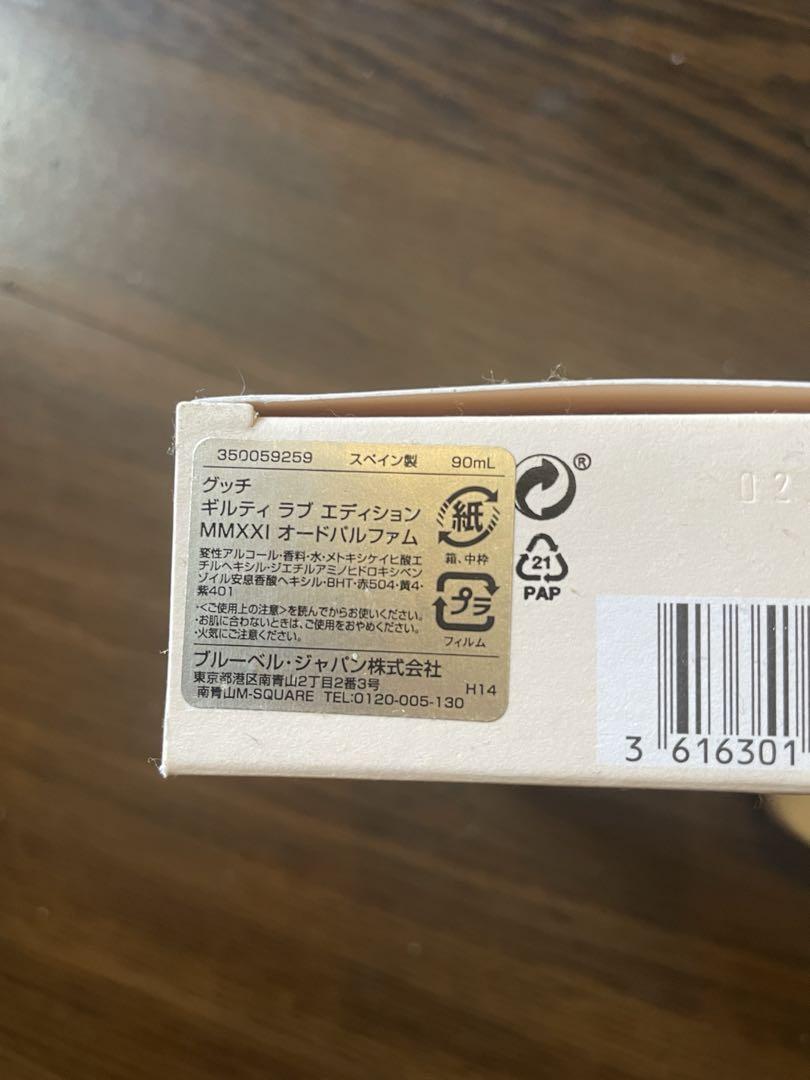 350059259 スペイン製 90mL
グッチ
ギルティ ラブ エディション
MMXXI オードパルファム
変性アルコール・香料・水・メトキシケイヒ酸エ
チルヘキシル・ジエチルアミノヒドロキシベン
ゾイル安息香酸ヘキシル・BHT・赤504・黄4・
紫401
・<ご使用上の注意>を読んでからお使いください。
・お肌に合わないときは、ご使用をおやめください。
・火気にご注意ください。
ブルーベル・ジャパン株式会社
東京都港区南青山2丁目2番3号
南青山M-SQUARE TEL:0120-005-130
H14
紙
箱、中枠
プラ
フィルム
®
21
PAP
02
3 616301